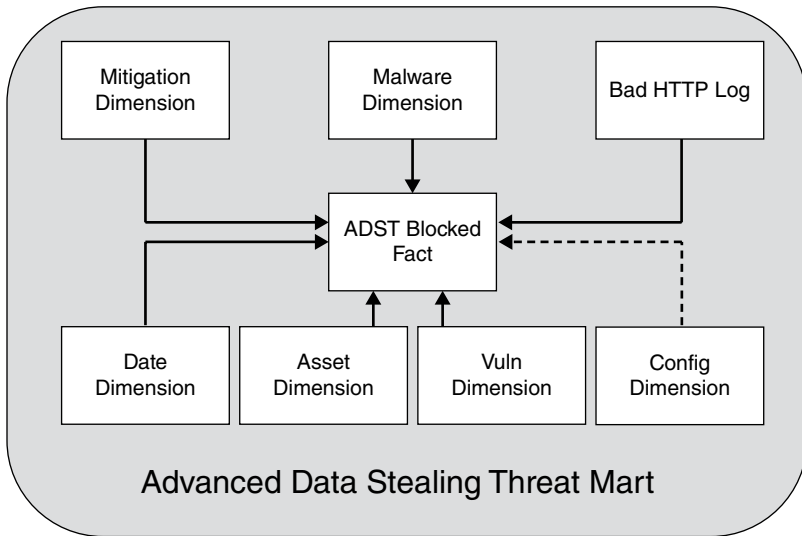 Mitigation
Dimension
Malware
Dimension
Bad HTTP Log
ADST Blocked
Fact
Date
Dimension
Asset
Dimension
Vuln
Dimension
Config
Dimension
Advanced Data Stealing Threat Mart